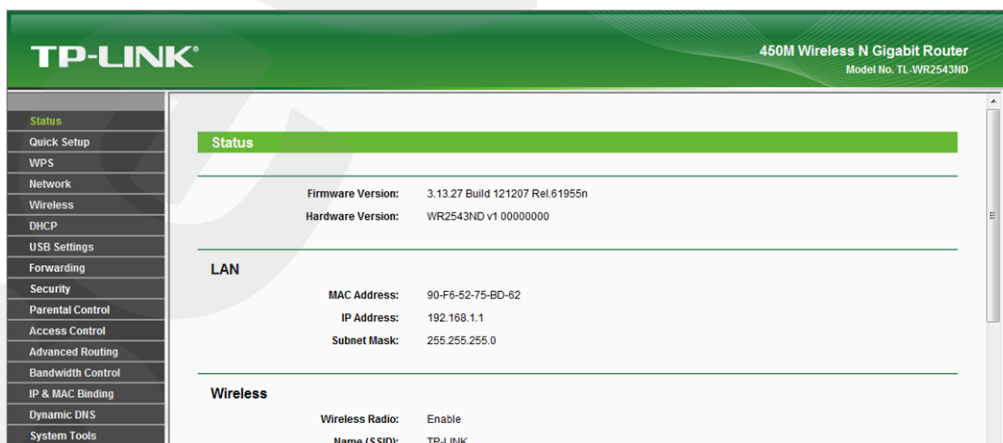 TP-LINK®
450M Wireless N Gigabit Router
Model No. TL-WR2543ND
Status
Quick Setup
WPS
Network
Wireless
DHCP
USB Settings
Forwarding
Security
Parental Control
Access Control
Advanced Routing
Bandwidth Control
IP & MAC Binding
Dynamic DNS
System Tools
Status
Firmware Version: 3.13.27 Build 121207 Rel.61955n
Hardware Version: WR2543ND v1 00000000
LAN
MAC Address: 90-F6-52-75-BD-62
IP Address: 192.168.1.1
Subnet Mask: 255.255.255.0
Wireless
Wireless Radio: Enable
Name (SSID): TP-LINK